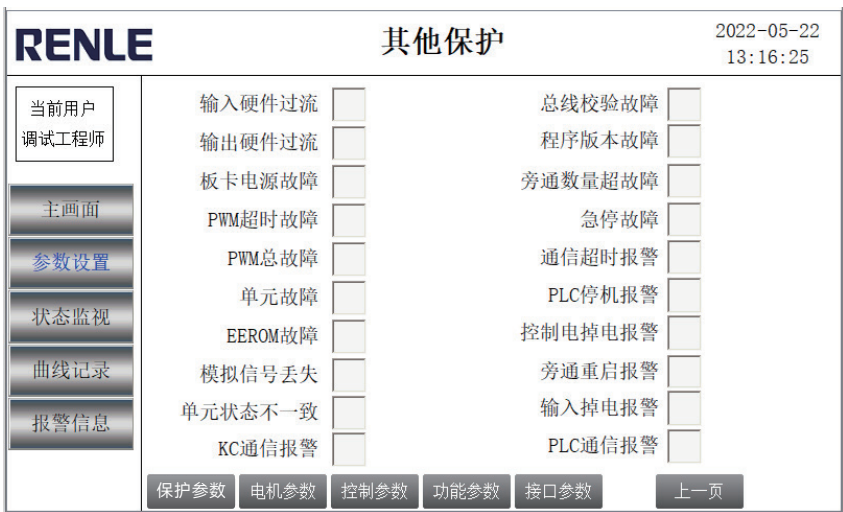 RENLE
其他保护
2022-05-22
13:16:25
当前用户
调试工程师
主画面
参数设置
状态监视
曲线记录
报警信息
输入硬件过流 总线校验故障
输出硬件过流 程序版本故障
板卡电源故障 旁通数量超故障
PWM超时故障 急停故障
PWM总故障 通信超时报警
单元故障 PLC停机报警
EEROM故障 控制电掉电报警
模拟信号丢失 旁通重启报警
单元状态不一致 输入掉电报警
KC通信报警 PLC通信报警
保护参数 电机参数 控制参数 功能参数 接口参数 上一页